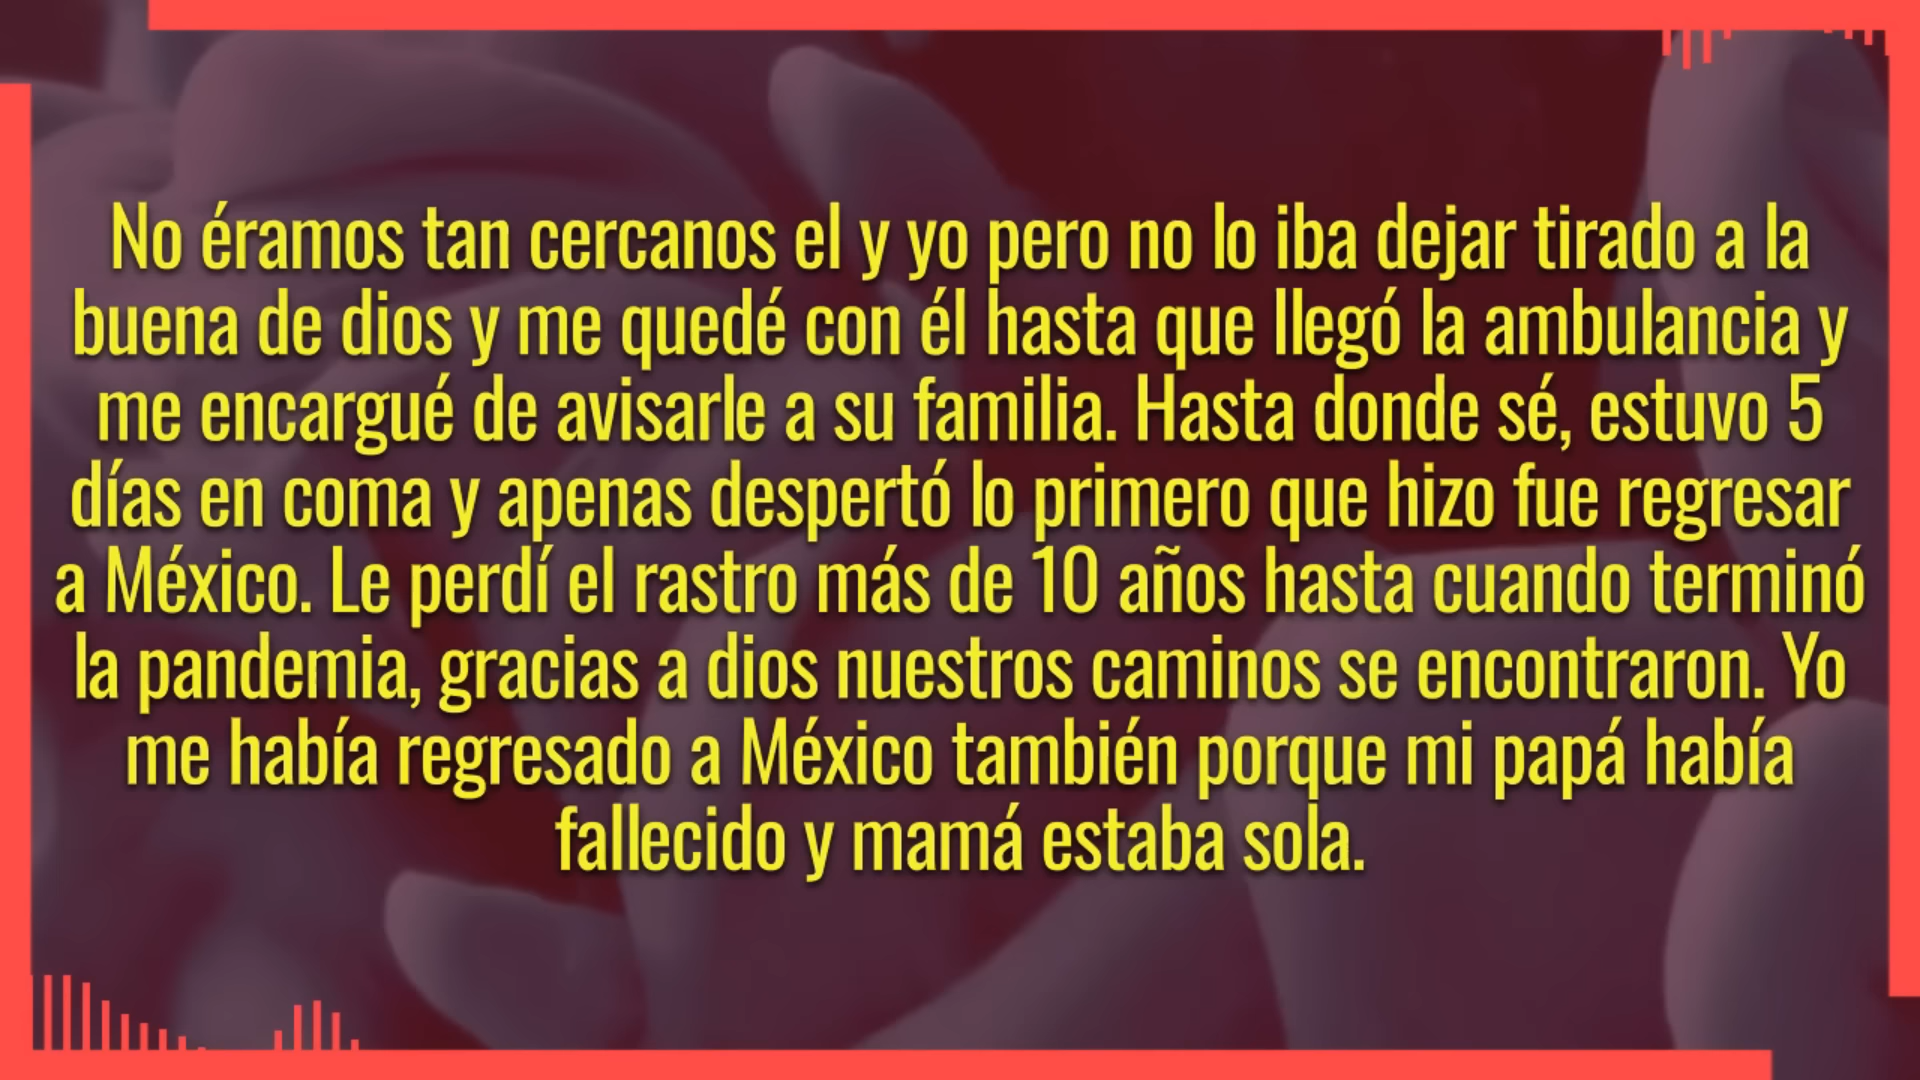 No éramos tan cercanos el y yo pero no lo iba dejar tirado a la
buena de dios y me quedé con él hasta que llegó la ambulancia y
me encargué de avisarle a su familia. Hasta donde sé, estuvo 5
días en coma y apenas despertó lo primero que hizo fue regresar
a México. Le perdí el rastro más de 10 años hasta cuando terminó
la pandemia, gracias a dios nuestros caminos se encontraron. Yo
me había regresado a México también porque mi papá había
fallecido y mamá estaba sola.